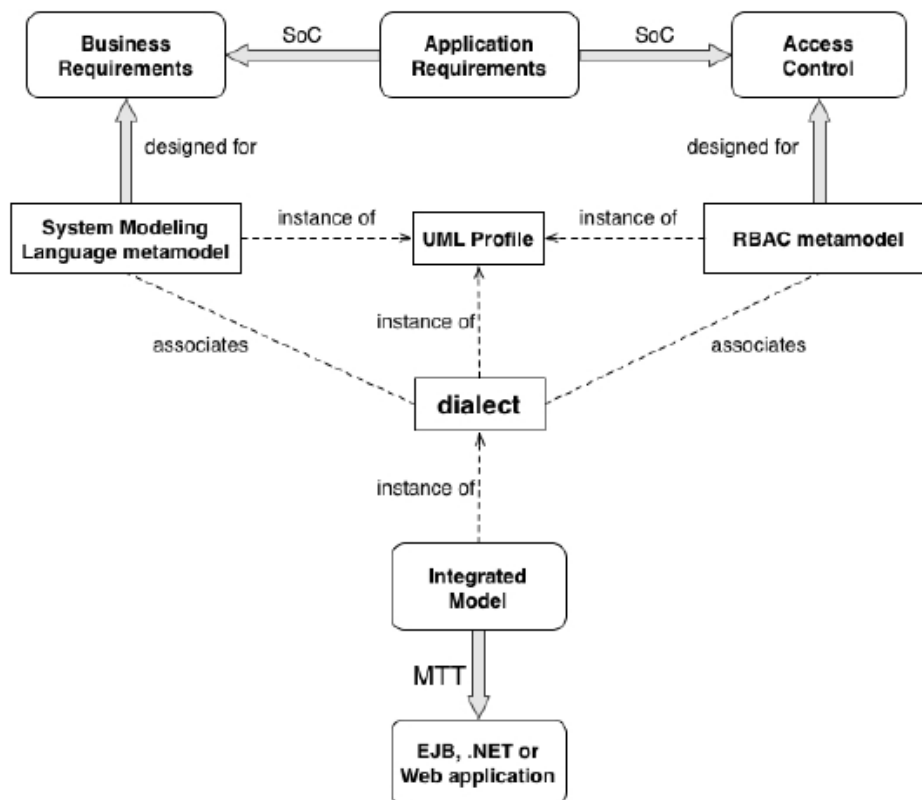 Business
Requirements
SoC
Application
Requirements
SoC
Access
Control
designed for
designed for
System Modeling
Language metamodel
instance of
UML Profile
instance of
RBAC metamodel
instance of
associates
associates
dialect
instance of
Integrated
Model
MTT
EJB, .NET or
Web application